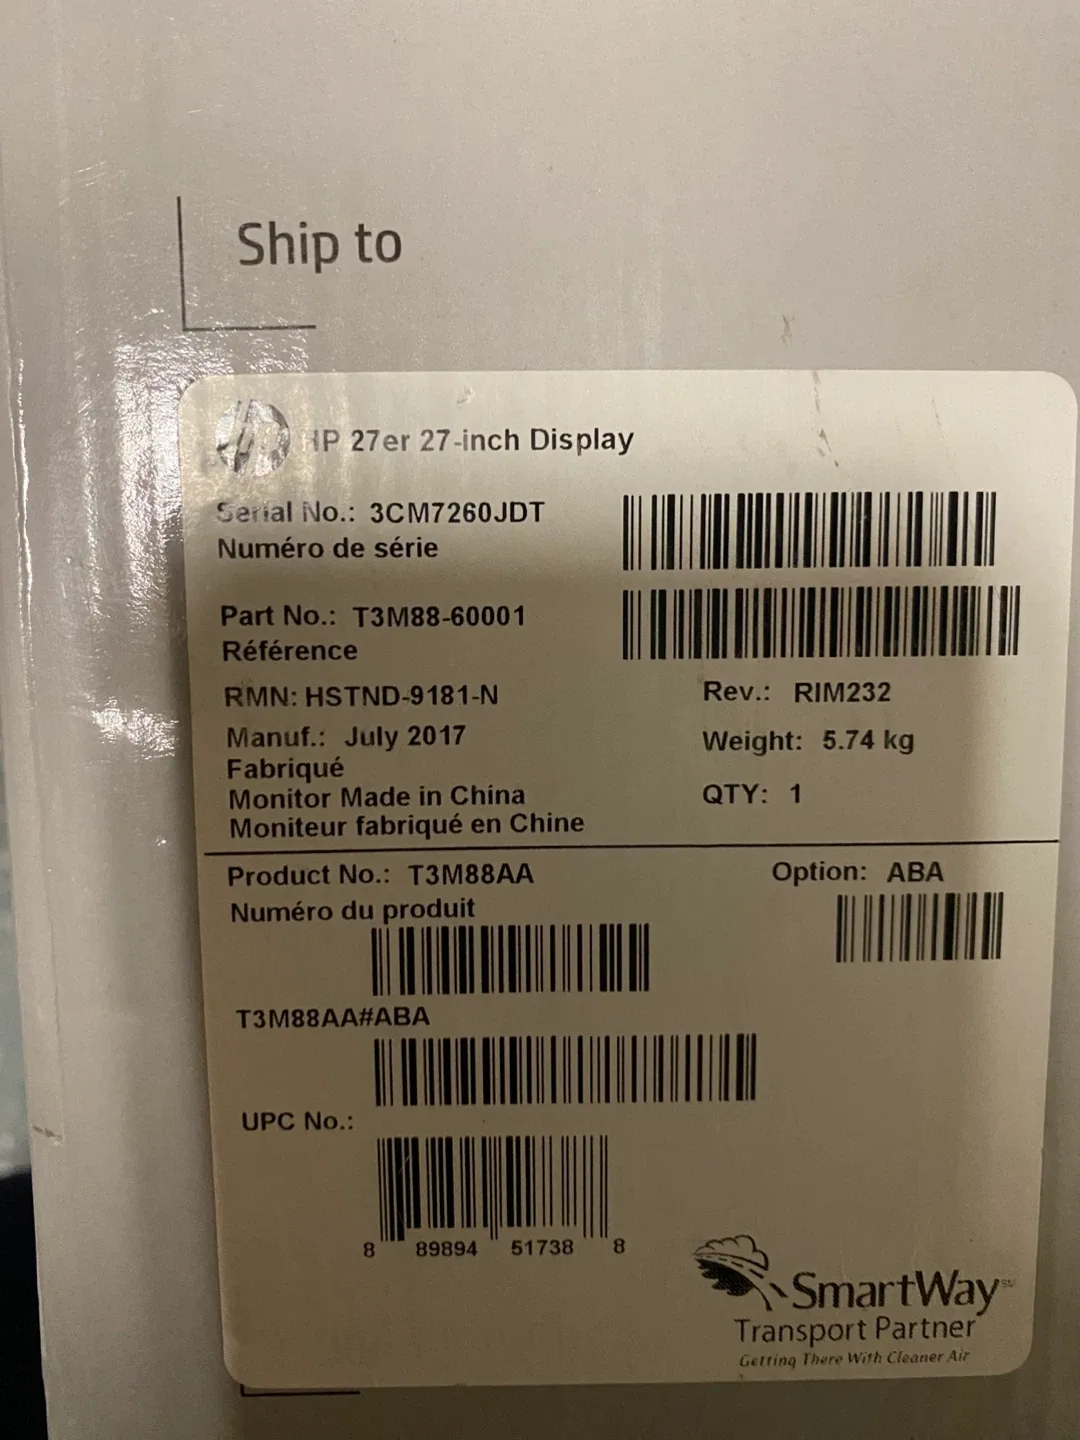 Ship to
hp HP 27er 27-inch Display
Serial No.: 3CM7260JDT
Numéro de série
Part No.: T3M88-60001
Référence
RMN: HSTND-9181-N Rev.: RIM232
Manuf.: July 2017 Weight: 5.74 kg
Fabriqué
Monitor Made in China QTY: 1
Moniteur fabriqué en Chine
Product No.: T3M88AA Option: ABA
Numéro du produit
T3M88AA#ABA
UPC No.:
8 89894 51738 8
SmartWay SM
Transport Partner
Getting There With Cleaner Air